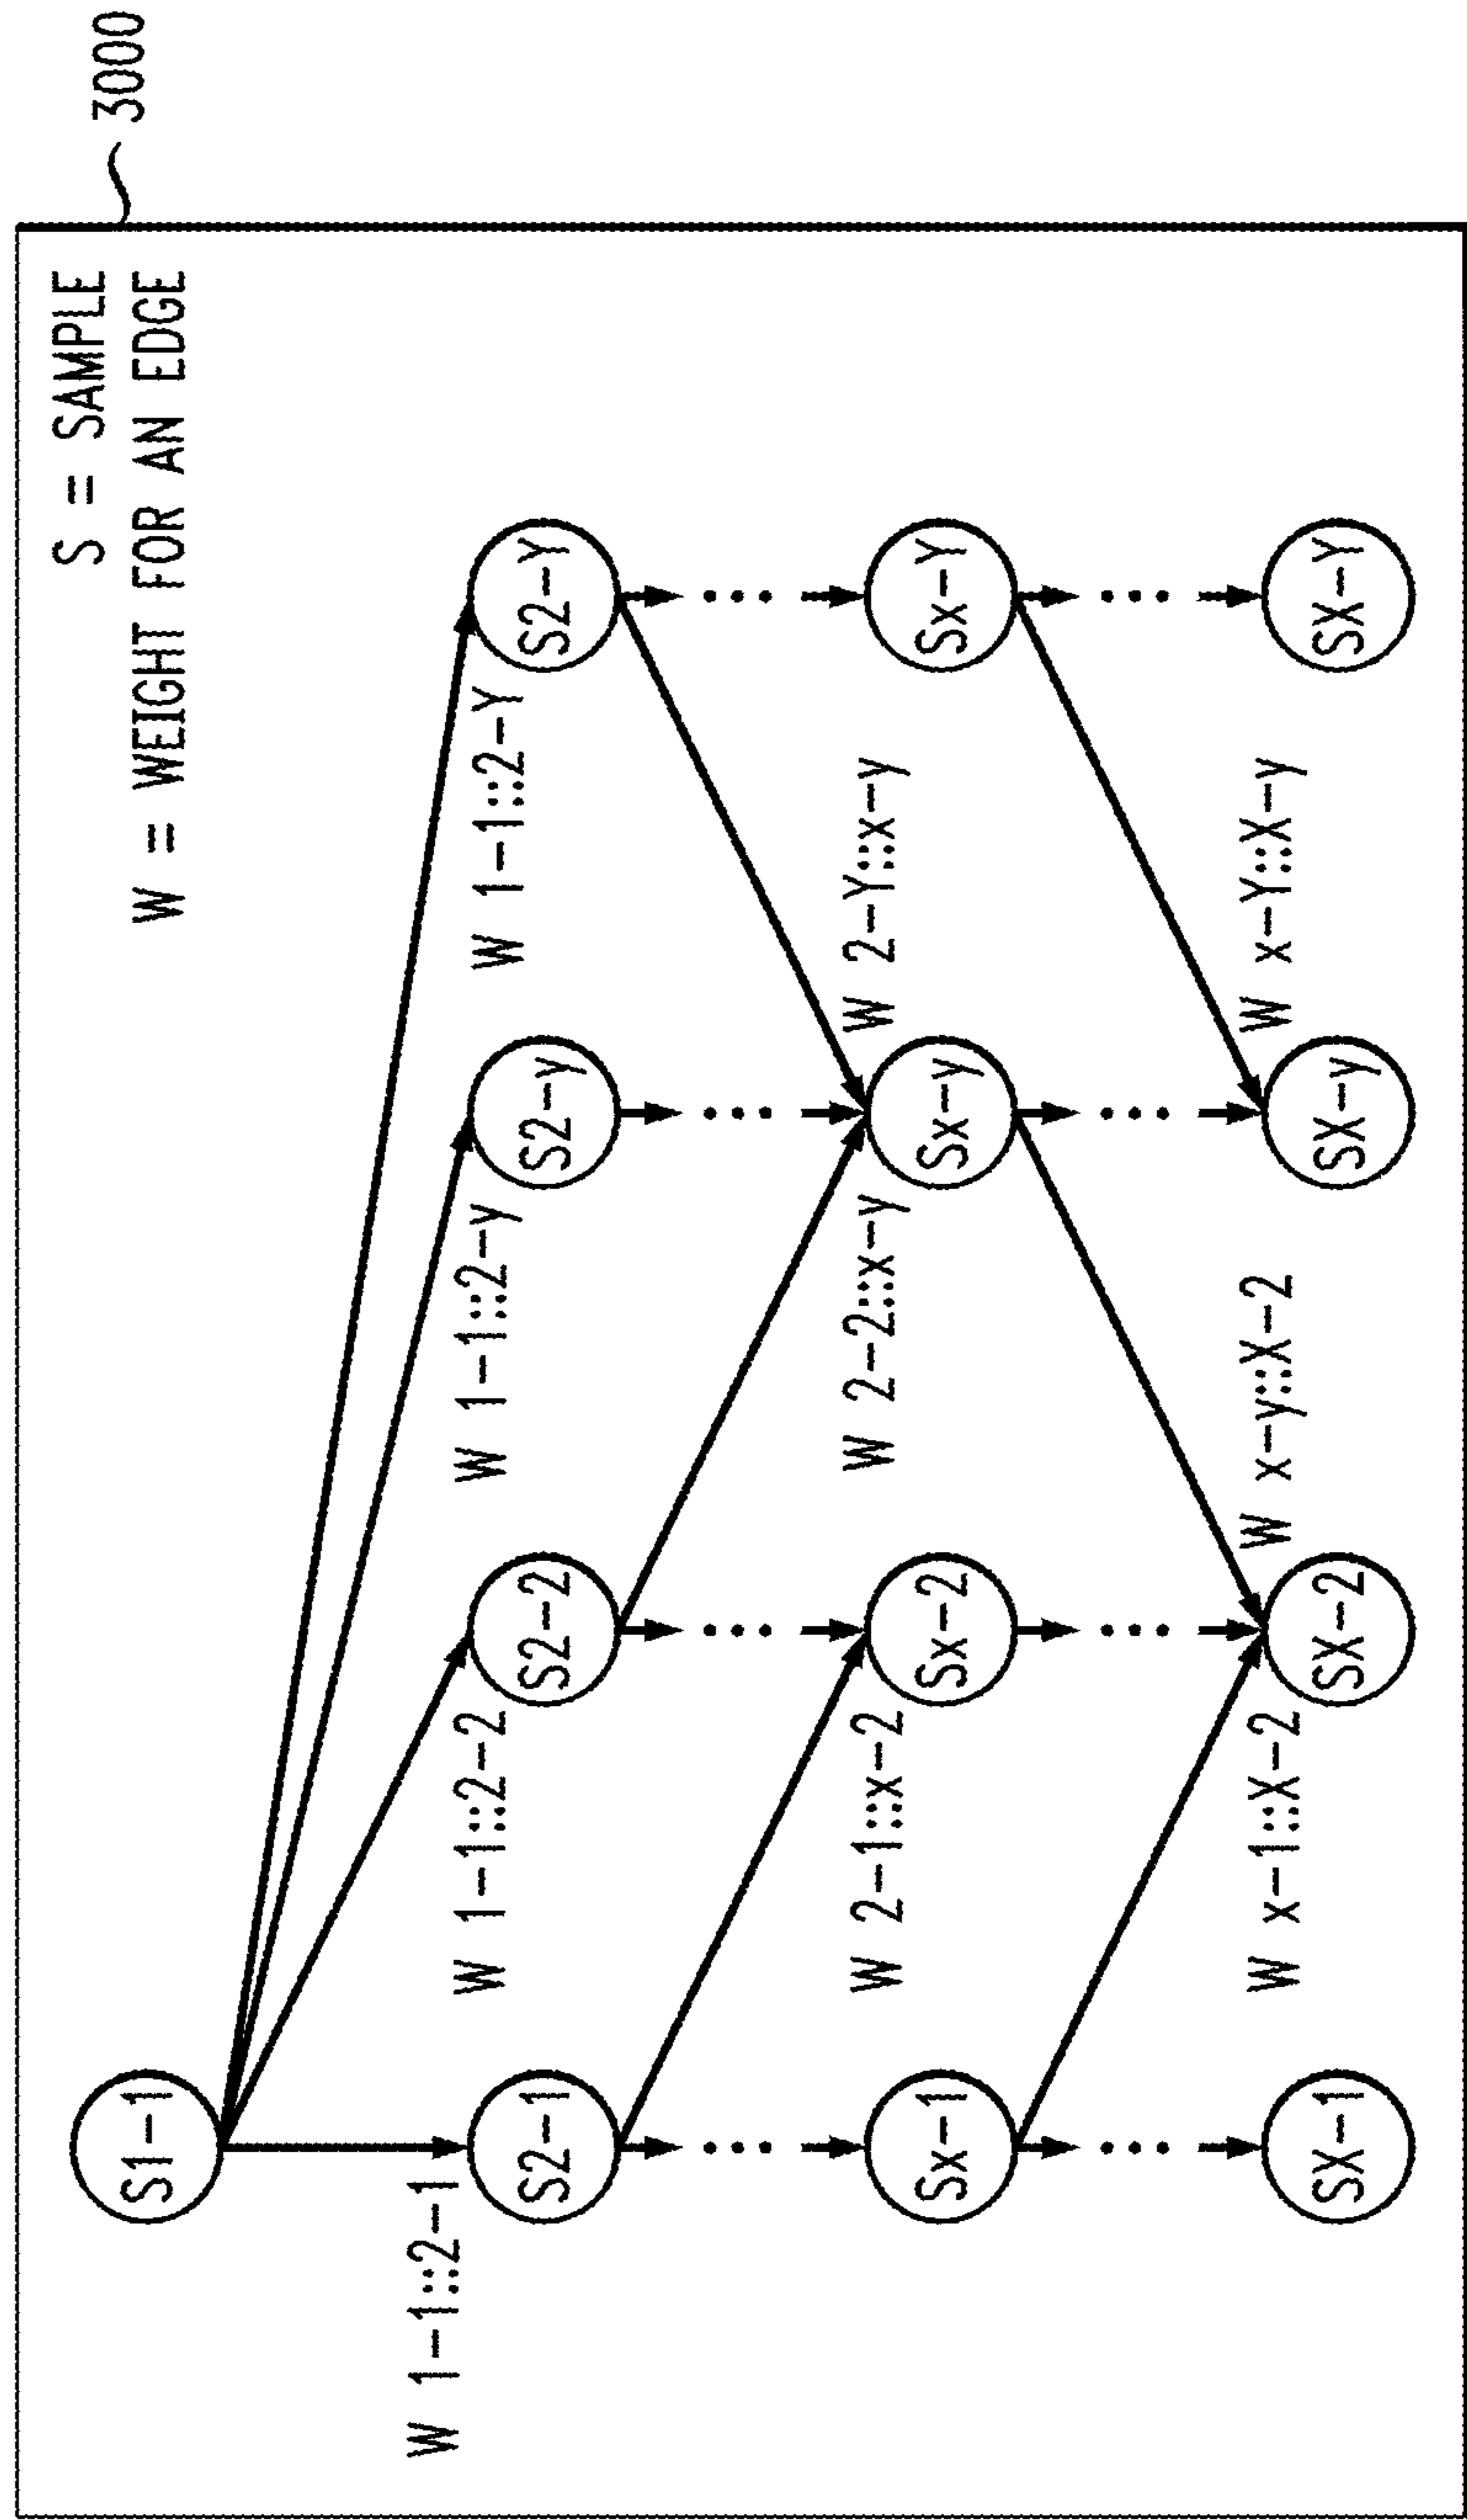 3000
S = SAMPLE
W = WEIGHT FOR AN EDGE
S1-1
W 1-1::2-1
W 1-1::2-2
W 1-1::2-y
W 1-1::2-Y
S2-1
S2-2
S2-y
S2-Y
...
...
...
...
W 2-1::x-2
W 2-2::x-y
W 2-Y::x-y
Sx-1
Sx-2
Sx-y
Sx-Y
...
...
...
...
W x-1::X-2
W x-y::X-2
W x-Y::X-y
SX-1
SX-2
SX-y
SX-Y